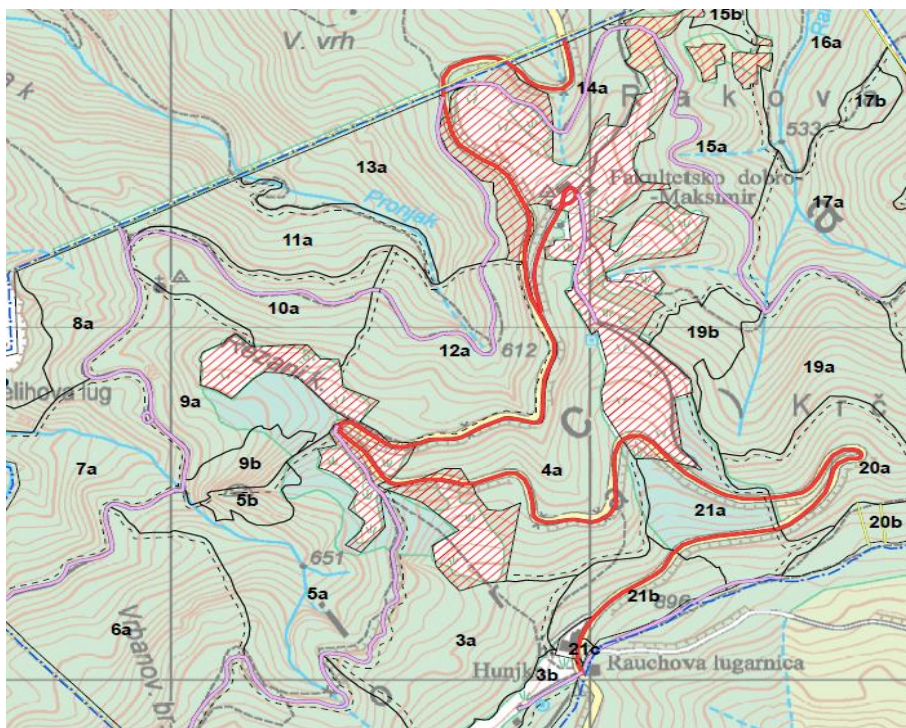 15b
16a
V. vrh
14a
R a k o v a
17b
533
13a
15a
Fakultetsko dobro-
-Maksimir
17a
Pronjak
11a
10a
8a
12a
612
19b
19a
elihova lug
9a
K r č
7a
9b
5b
4a
20a
21a
20b
651
5a
21b
896
6a
3a
21c
Hunjk
3b
Rauchova lugarnica